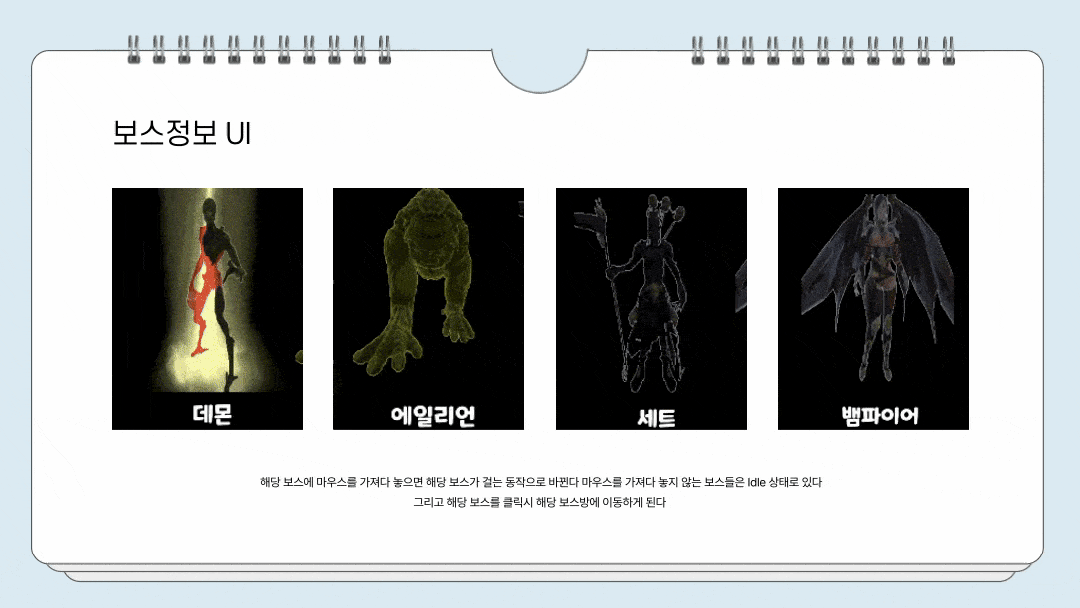 보스정보 UI
데몬
에일리언
세트
뱀파이어
해당 보스에 마우스를 가져다 놓으면 해당 보스가 걷는 동작으로 바뀐다 마우스를 가져다 놓지 않는 보스들은 Idle 상태로 있다
그리고 해당 보스를 클릭시 해당 보스방에 이동하게 된다